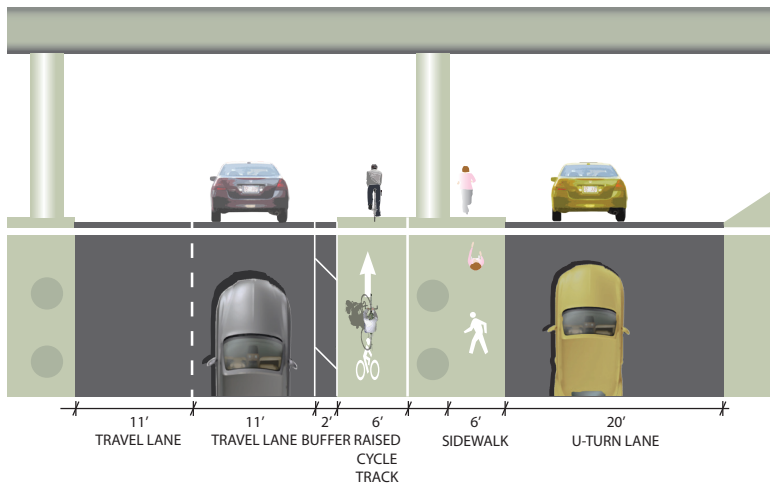 11′ 11′ 2′ 6′ 6′ 20′
TRAVEL LANE TRAVEL LANE BUFFER RAISED SIDEWALK U-TURN LANE
CYCLE
TRACK